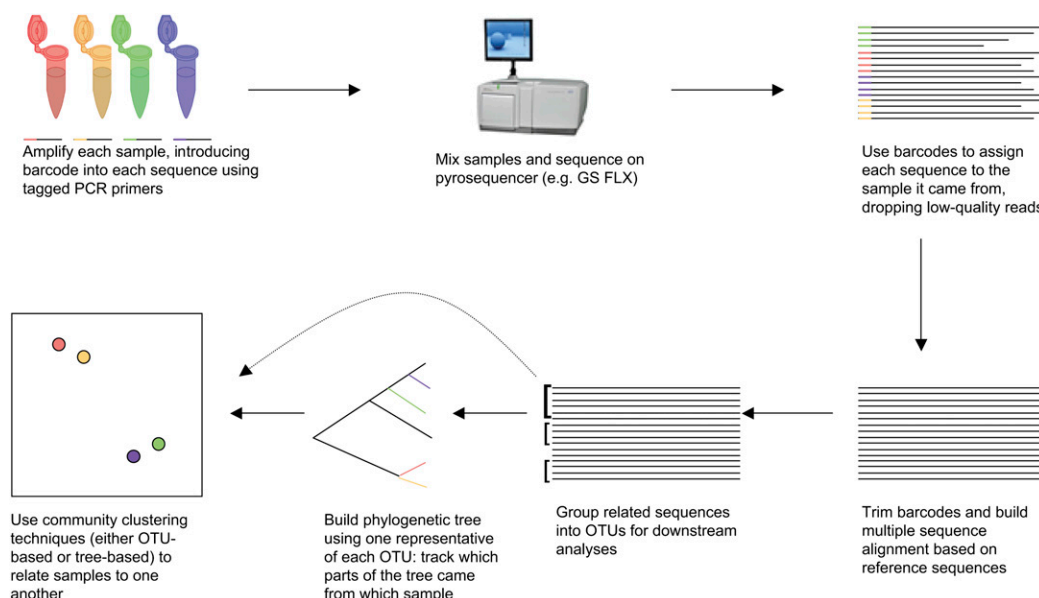 Amplify each sample, introducing
barcode into each sequence using
tagged PCR primers
Mix samples and sequence on
pyrosequencer (e.g. GS FLX)
Use barcodes to assign
each sequence to the
sample it came from,
dropping low-quality reads
Trim barcodes and build
multiple sequence
alignment based on
reference sequences
Group related sequences
into OTUs for downstream
analyses
Build phylogenetic tree
using one representative
of each OTU: track which
parts of the tree came
from which sample
Use community clustering
techniques (either OTU-
based or tree-based) to
relate samples to one
another